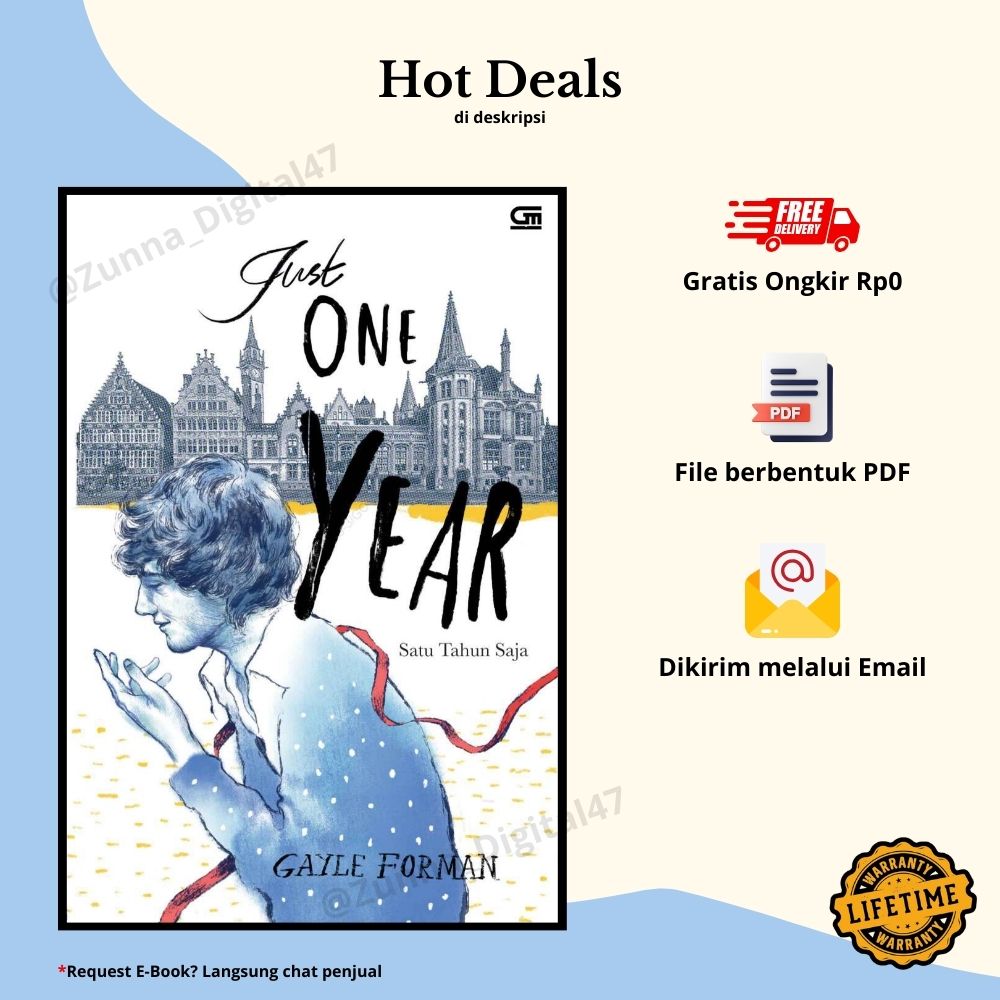 Hot Deals
di deskripsi
@Zunna_Digital47
GM
Just
ONE
YEAR
Satu Tahun Saja
GAYLE FORMAN
@Zunna_Digital47
FREE
DELIVERY
Gratis Ongkir Rp0
PDF
File berbentuk PDF
@
Dikirim melalui Email
WARRANTY
LIFETIME
WARRANTY
*Request E-Book? Langsung chat penjual